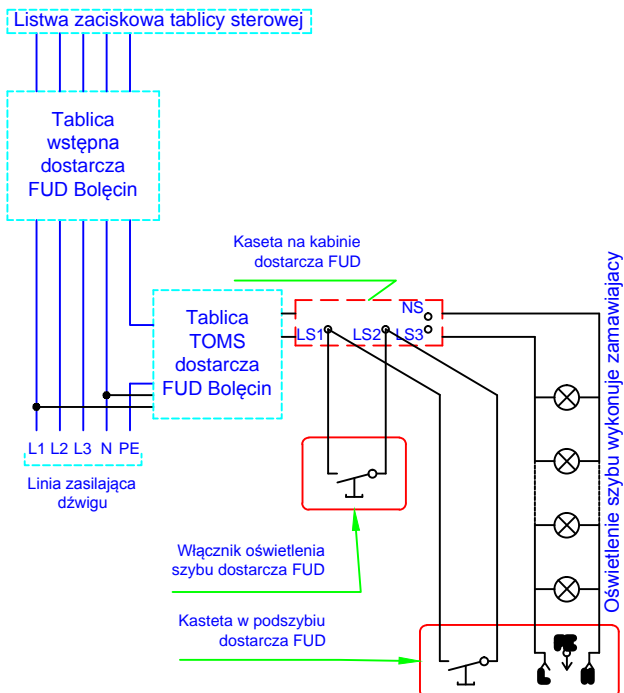 Listwa zaciskowa tablicy sterowej
Tablica
wstępna
dostarcza
FUD Bolęcin
Kaseta na kabinie
dostarcza FUD
Tablica
TOMS
dostarcza
FUD Bolęcin
NS
LS1
LS2
LS3
L1 L2 L3 N PE
Linia zasilająca
dźwigu
Włącznik oświetlenia
szybu dostarcza FUD
Kasteta w podszybiu
dostarcza FUD
Oświetlenie szybu wykonuje zamawiajacy
PE
L
N